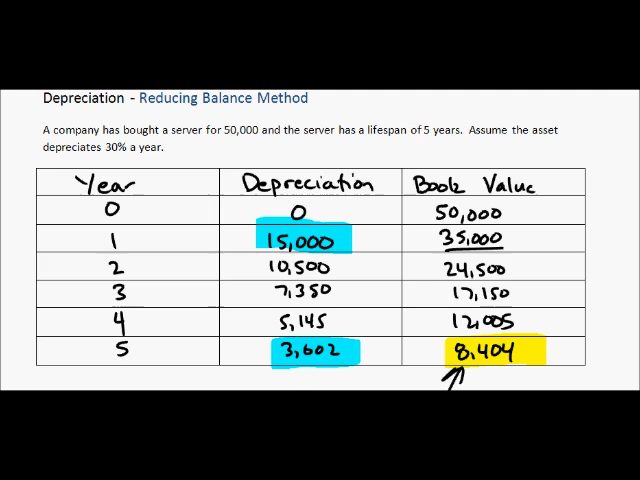 Depreciation - Reducing Balance Method
A company has bought a server for 50,000 and the server has a lifespan of 5 years. Assume the asset
depreciates 30% a year.
Year Depreciation Book Value
0 0 50,000
1 15,000 35,000
2 10,500 24,500
3 7,350 17,150
4 5,145 12,005
5 3,602 8,404